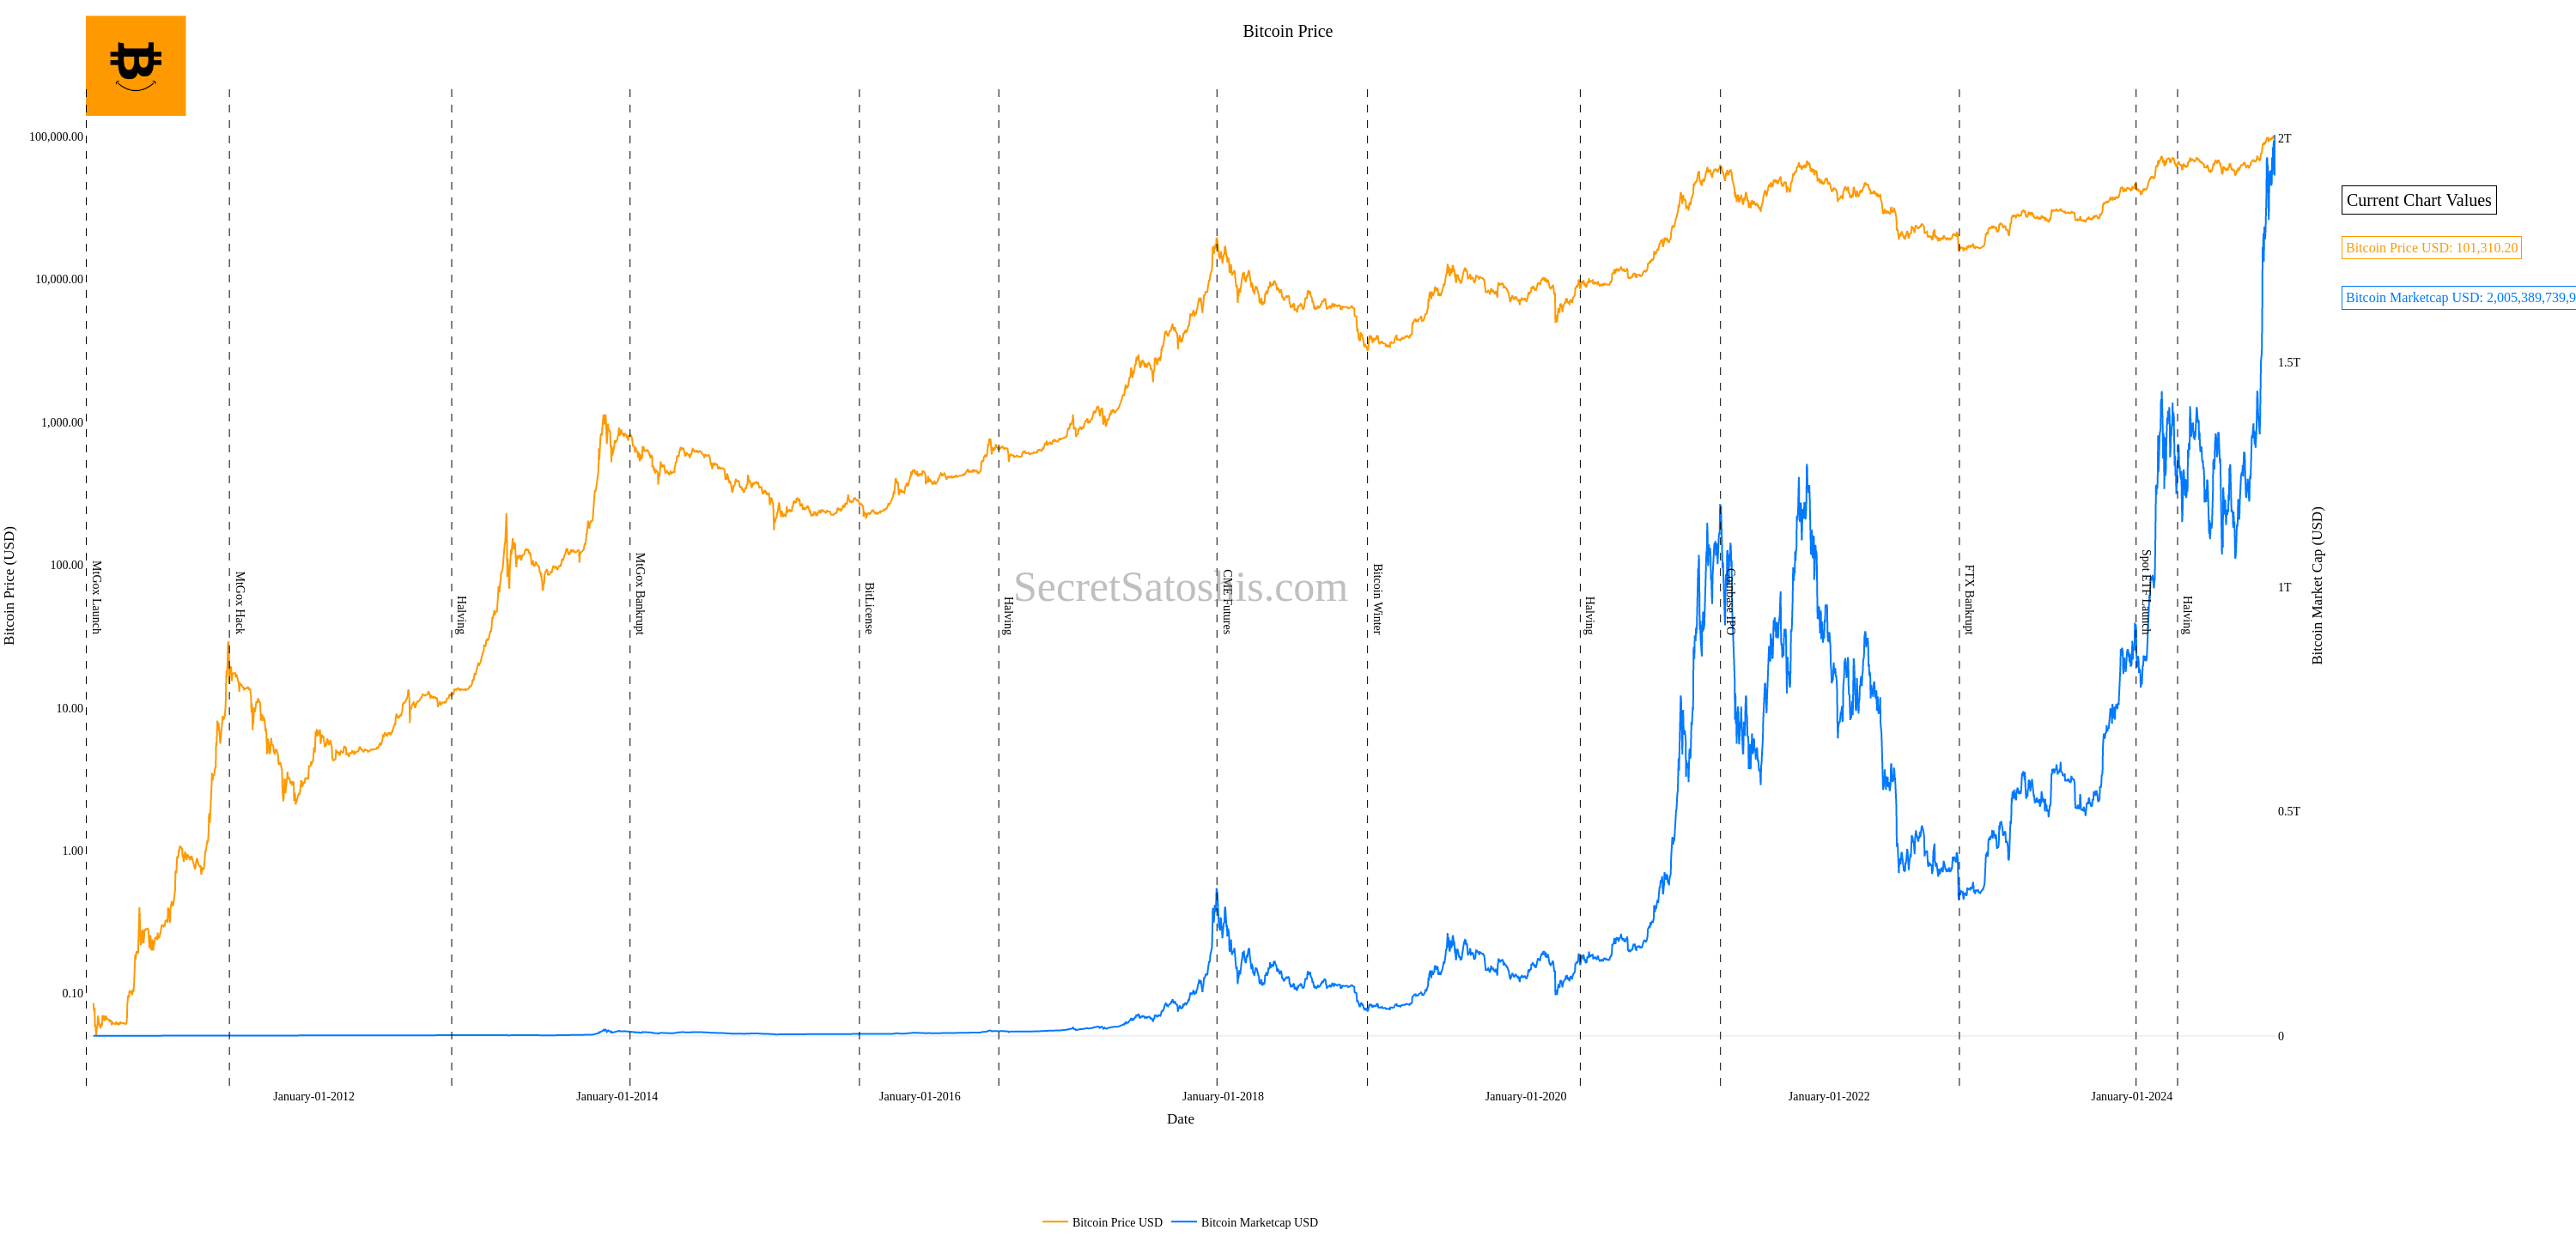 Bitcoin Price
100,000.00
10,000.00
1,000.00
100.00
10.00
1.00
0.10
Bitcoin Price (USD)
2T
1.5T
1T
0.5T
0
Bitcoin Market Cap (USD)
Current Chart Values
Bitcoin Price USD: 101,310.20
Bitcoin Marketcap USD: 2,005,389,739,9
MtGox Launch
MtGox Hack
Halving
MtGox Bankrupt
BitLicense
Halving
CME Futures
Bitcoin Winter
Halving
Coinbase IPO
FTX Bankrupt
Spot ETF Launch
Halving
SecretSatoshis.com
January-01-2012
January-01-2014
January-01-2016
January-01-2018
January-01-2020
January-01-2022
January-01-2024
Date
Bitcoin Price USD
Bitcoin Marketcap USD